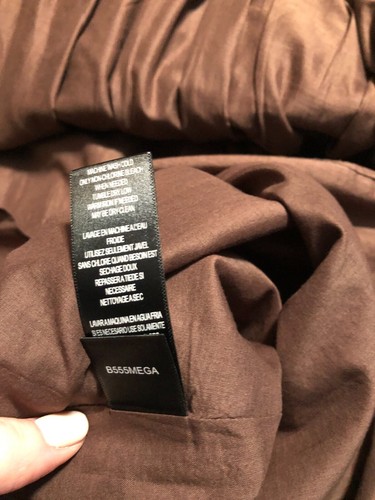 MACHINE WASH COLD
ONLY NON-CHLORINE BLEACH
WHEN NEEDED
TUMBLE DRY LOW
WARM IRON IF NEEDED
MAY BE DRY CLEAN
LAVAGE EN MACHINE A L'EAU
FROIDE
UTILISEZ SEULEMENT JAVEL
SANS CHLORE QUAND BESOIN EST
SECHAGE DOUX
REPASSER A TIEDE SI
NECESSAIRE
NETTOYAGE A SEC
LAVAR A MAQUINA EN AGUA FRIA
SI ES NECESARIO USE SOLAMENTE
B555MEGA